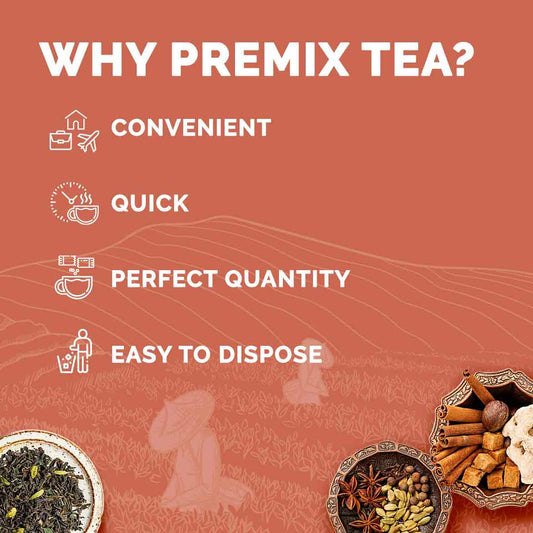 WHY PREMIX TEA?
CONVENIENT
QUICK
PERFECT QUANTITY
EASY TO DISPOSE